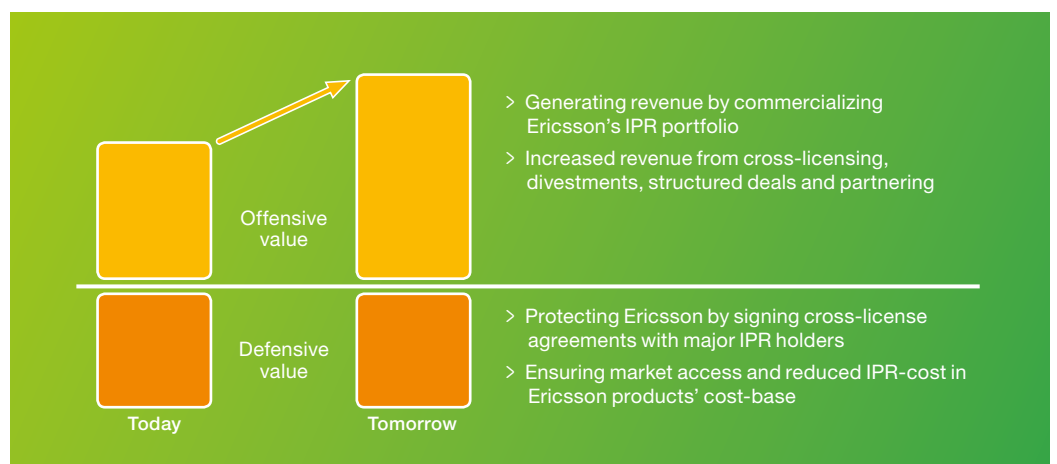 > Generating revenue by commercializing
Ericsson’s IPR portfolio
> Increased revenue from cross-licensing,
divestments, structured deals and partnering
Offensive
value
> Protecting Ericsson by signing cross-license
agreements with major IPR holders
> Ensuring market access and reduced IPR-cost in
Ericsson products’ cost-base
Defensive
value
Today
Tomorrow